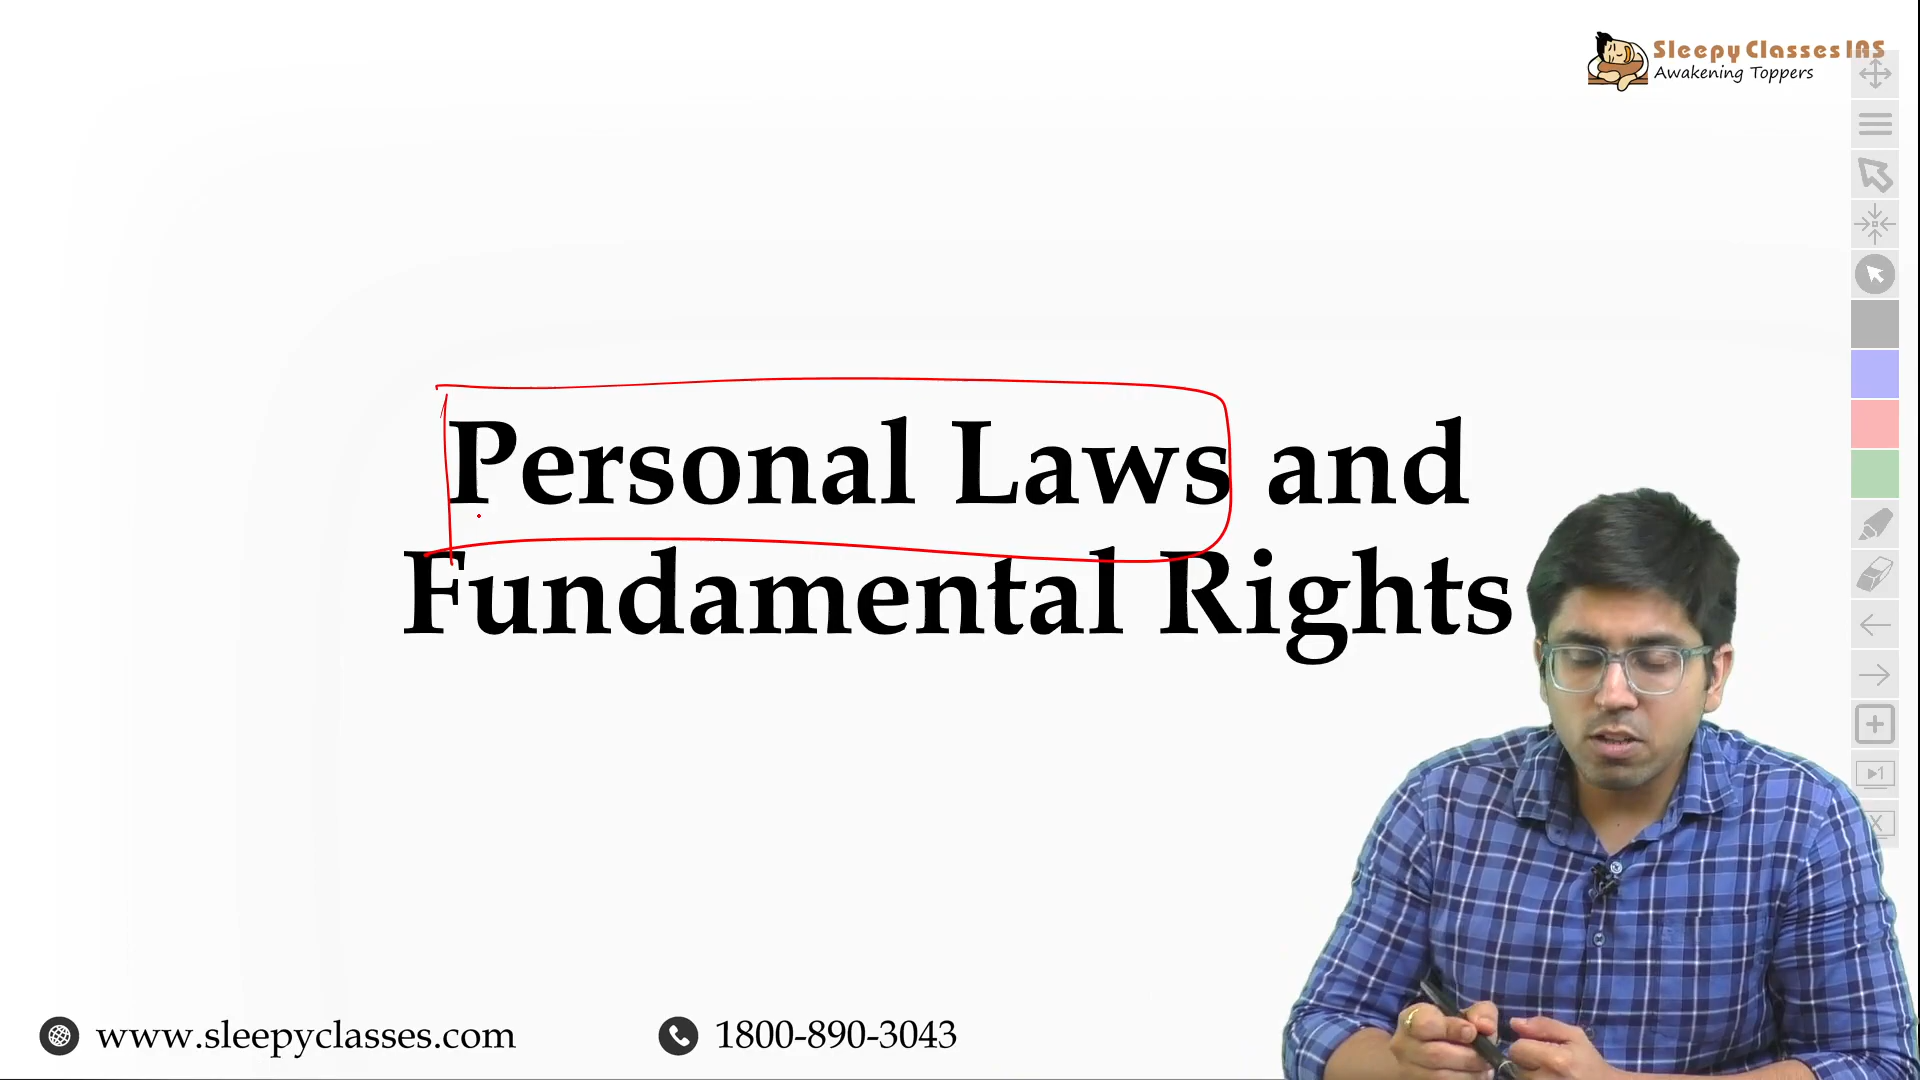 Sleepy Classes IAS
Awakening Toppers
Personal Laws and
Fundamental Rights
www.sleepyclasses.com
1800-890-3043